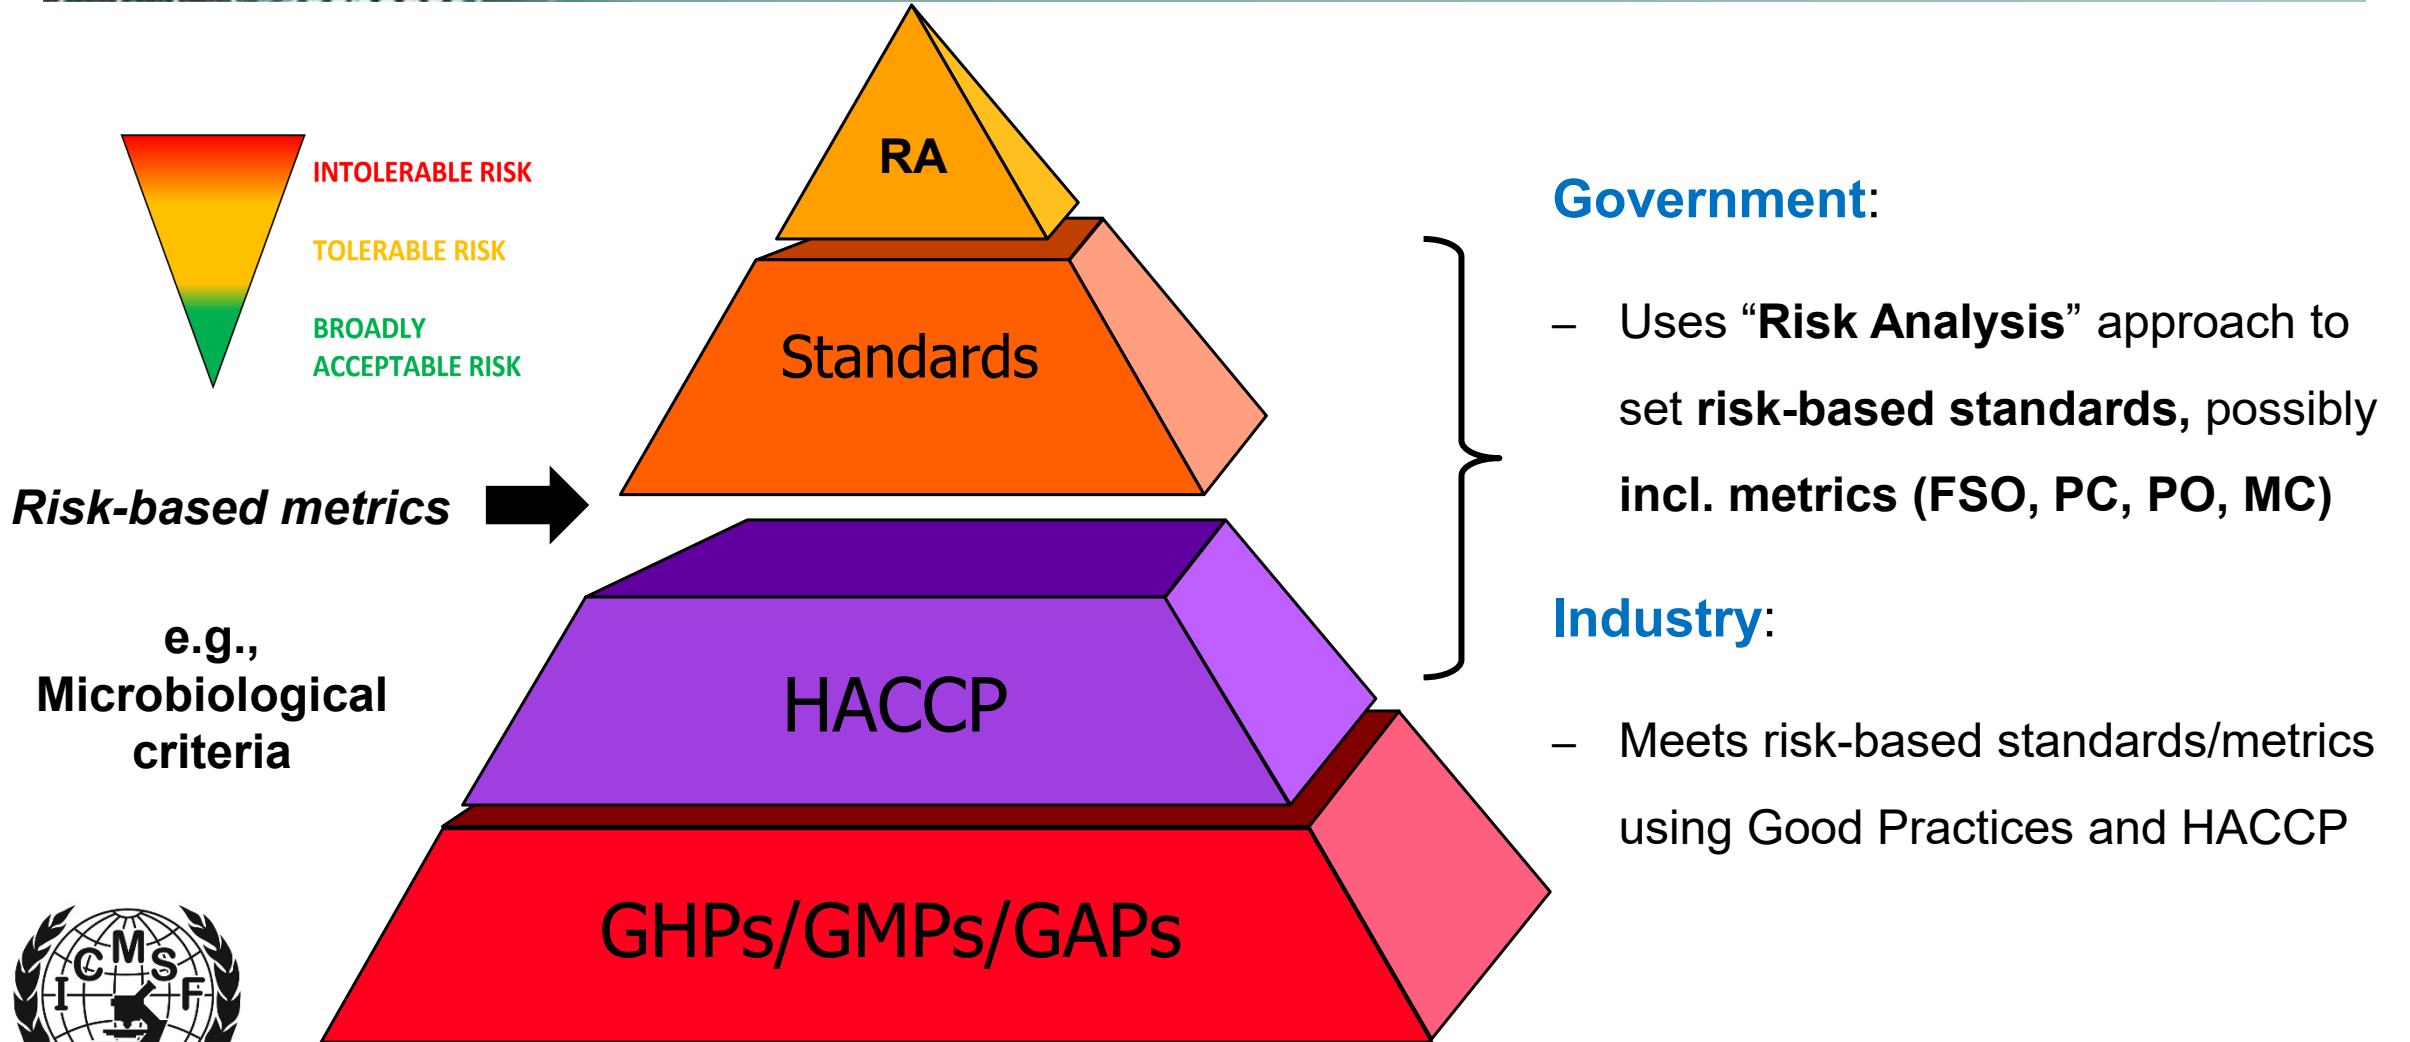 RA
INTOLERABLE RISK
TOLERABLE RISK
BROADLY
ACCEPTABLE RISK
Standards
Risk-based metrics
e.g.,
Microbiological
criteria
HACCP
GHPs/GMPs/GAPs
ICMSF
Government:
– Uses “Risk Analysis” approach to
set risk-based standards, possibly
incl. metrics (FSO, PC, PO, MC)
Industry:
– Meets risk-based standards/metrics
using Good Practices and HACCP